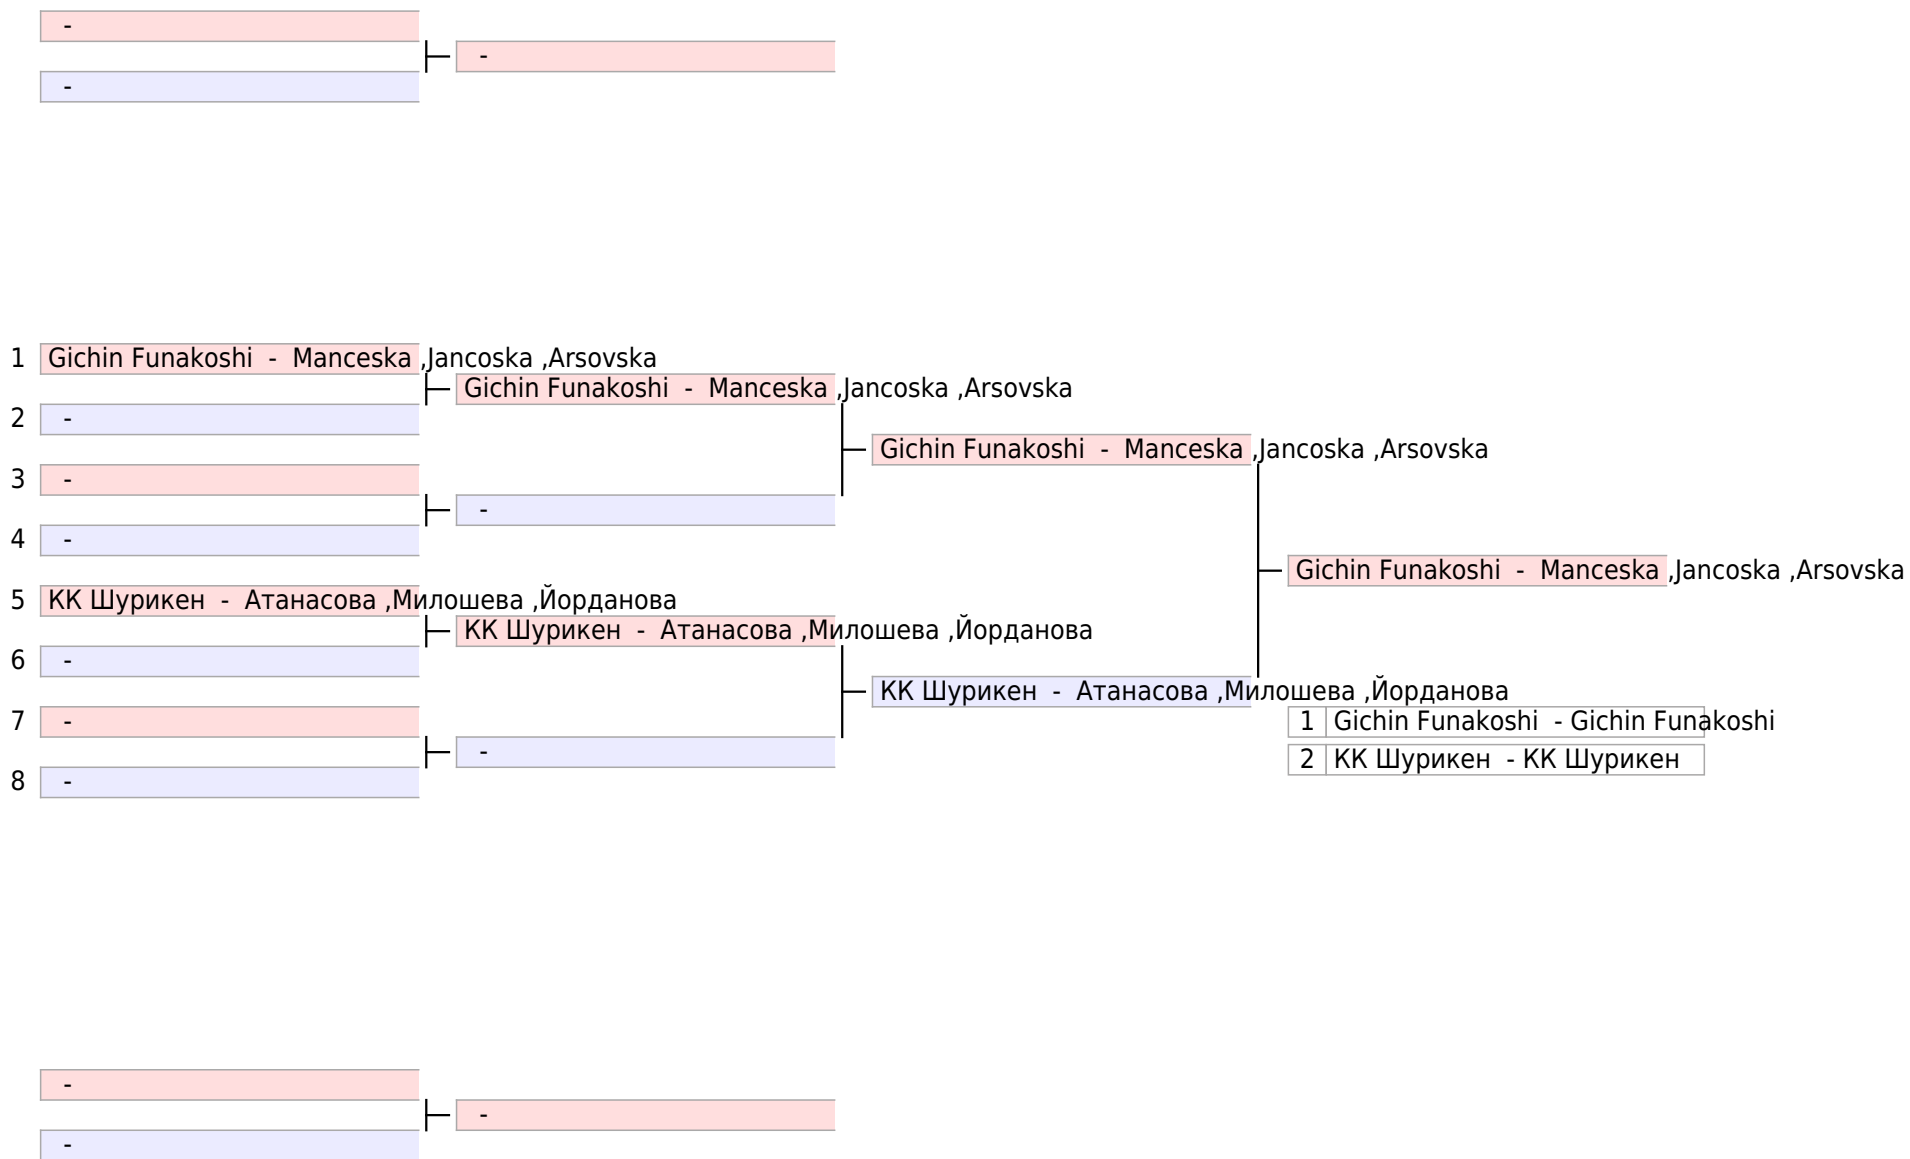 -
-
-
1 Gichin Funakoshi - Manceska ,Jancoska ,Arsovska
Gichin Funakoshi - Manceska ,Jancoska ,Arsovska
2 -
Gichin Funakoshi - Manceska ,Jancoska ,Arsovska
3 -
-
4 -
Gichin Funakoshi - Manceska ,Jancoska ,Arsovska
5 КК Шурикен - Атанасова ,Милошева ,Йорданова
КК Шурикен - Атанасова ,Милошева ,Йорданова
6 -
КК Шурикен - Атанасова ,Милошева ,Йорданова
7 -
1 Gichin Funakoshi - Gichin Funakoshi
-
2 КК Шурикен - КК Шурикен
8 -
-
-
-